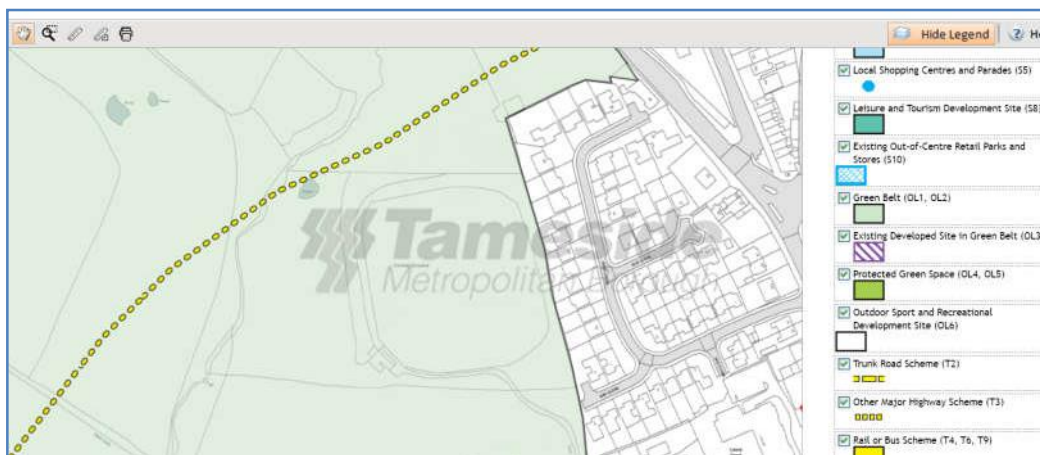 Hide Legend
Local Shopping Centres and Parades (S5)
Leisure and Tourism Development Site (S8)
Existing Out-of-Centre Retail Parks and
Stores (S10)
Green Belt (OL1, OL2)
Existing Developed Site in Green Belt (OL3
Protected Green Space (OL4, OL5)
Outdoor Sport and Recreational
Development Site (OL6)
Trunk Road Scheme (T2)
Other Major Highway Scheme (T3)
Rail or Bus Scheme (T4, T6, T9)
Tameside
Metropolitan Borough